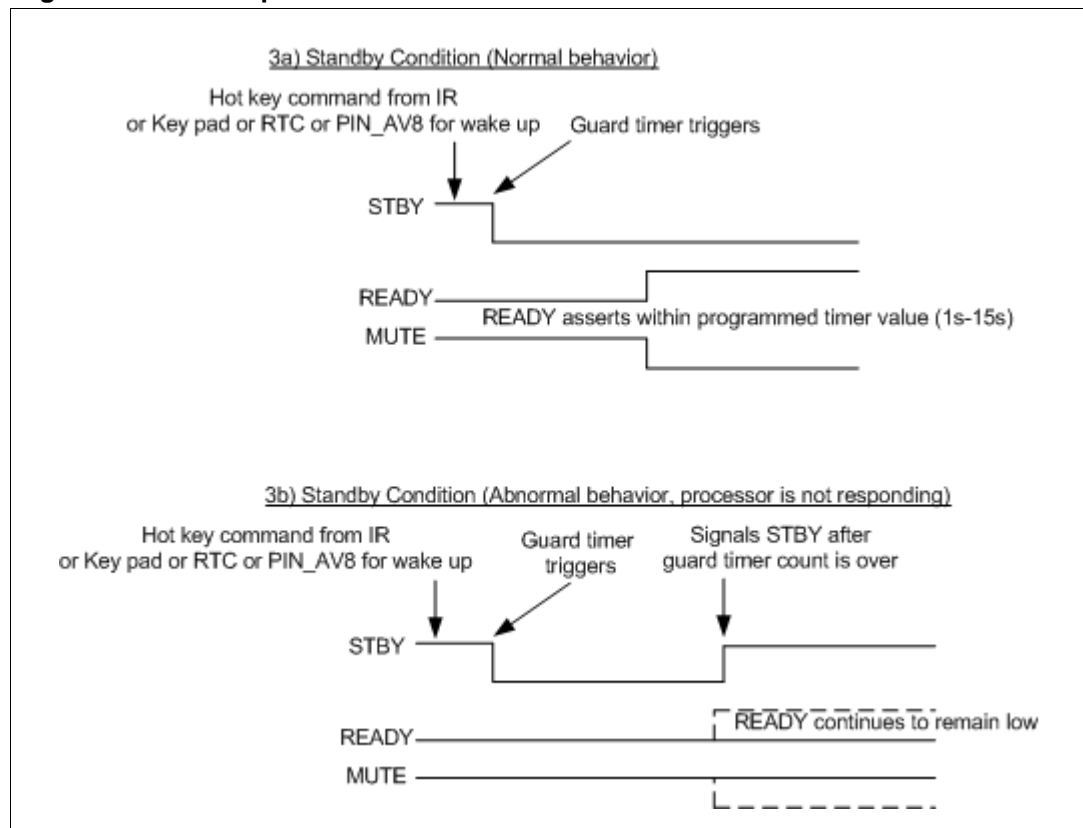 3a) Standby Condition (Normal behavior)
Hot key command from IR
or Key pad or RTC or PIN_AV8 for wake up
Guard timer triggers
STBY
READY
READY asserts within programmed timer value (1s-15s)
MUTE
3b) Standby Condition (Abnormal behavior, processor is not responding)
Hot key command from IR
or Key pad or RTC or PIN_AV8 for wake up
Guard timer
triggers
Signals STBY after
guard timer count is over
STBY
READY continues to remain low
READY
MUTE